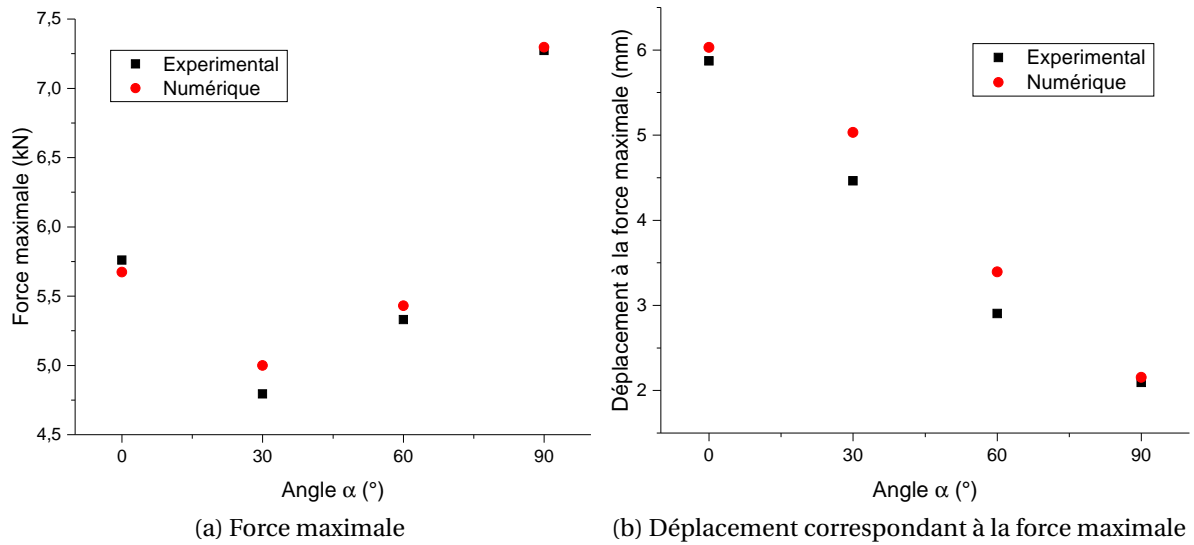 7,5
7,0
6,5
6,0
5,5
5,0
4,5
Force maximale (kN)
Experimental
Numérique
0 30 60 90
Angle α (°)
(a) Force maximale
6
5
4
3
2
Déplacement à la force maximale (mm)
Experimental
Numérique
0 30 60 90
Angle α (°)
(b) Déplacement correspondant à la force maximale